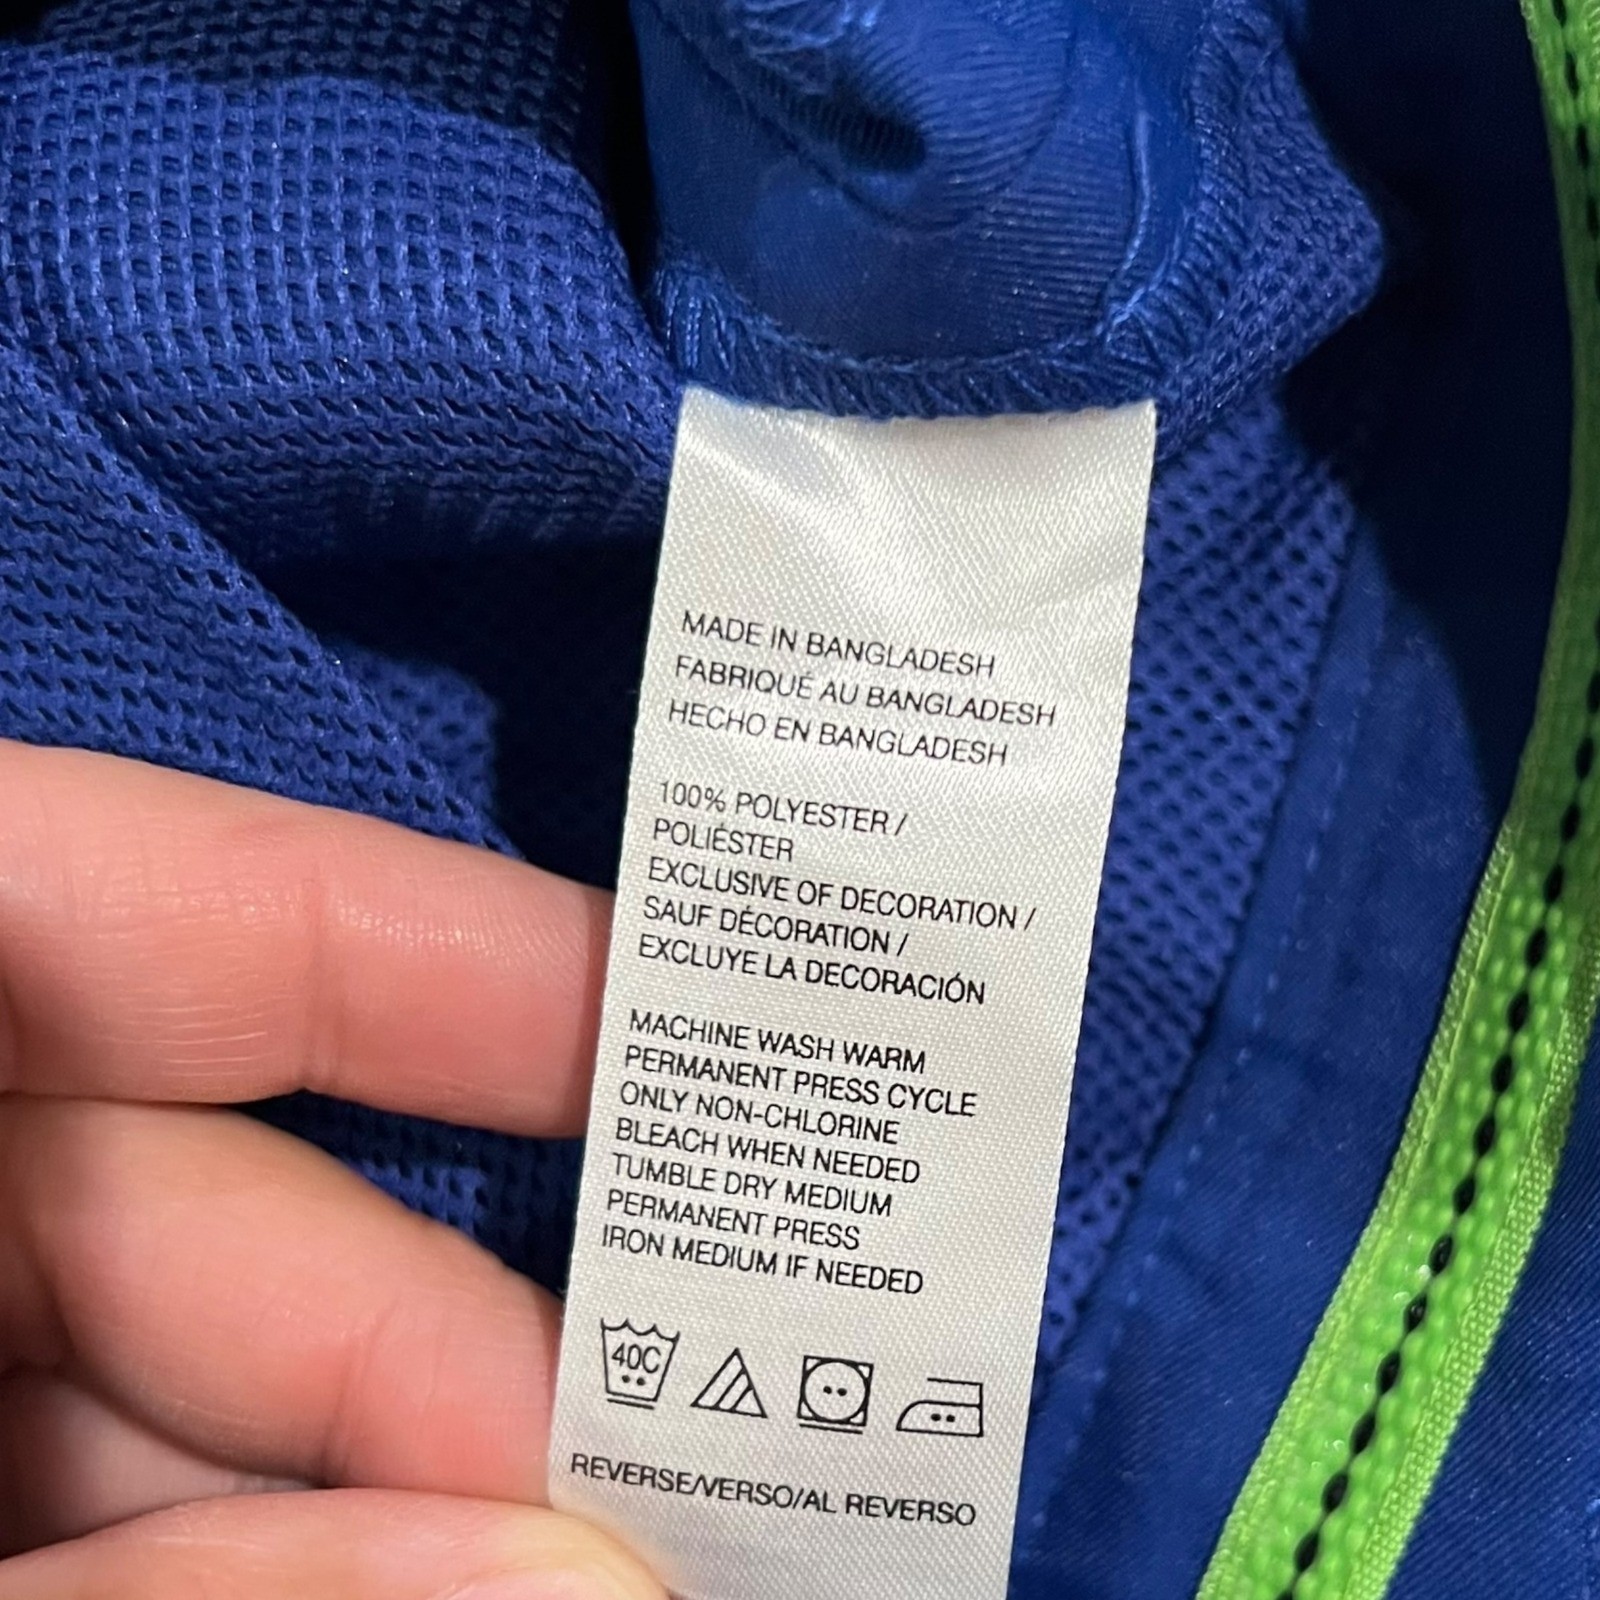 MADE IN BANGLADESH
FABRIQUÉ AU BANGLADESH
HECHO EN BANGLADESH
100% POLYESTER /
POLIÉSTER
EXCLUSIVE OF DECORATION /
SAUF DÉCORATION /
EXCLUYE LA DECORACIÓN
MACHINE WASH WARM
PERMANENT PRESS CYCLE
ONLY NON-CHLORINE
BLEACH WHEN NEEDED
TUMBLE DRY MEDIUM
PERMANENT PRESS
IRON MEDIUM IF NEEDED
40C
REVERSE/VERSO/AL REVERSO